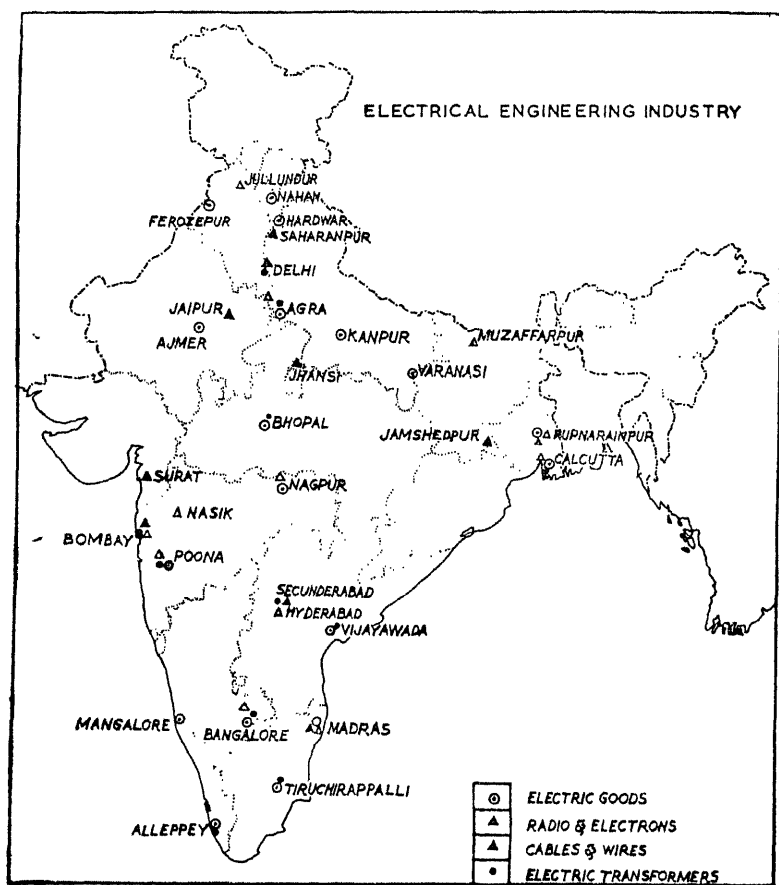 ELECTRICAL ENGINEERING INDUSTRY
JULLUNDUR
NAHAN
FEROZEPUR
HARDWAR
SAHARANPUR
DELHI
JAIPUR
AGRA
AJMER
KANPUR
MUZAFFARPUR
JHANSI
VARANASI
BHOPAL
JAMSHEDPUR
RUPNARAINPUR
CALCUTTA
SURAT
NAGPUR
NASIK
BOMBAY
POONA
SECUNDERABAD
HYDERABAD
VIJAYAWADA
MANGALORE
BANGALORE
MADRAS
TIRUCHIRAPPALLI
ALLEPPEY
ELECTRIC GOODS
RADIO & ELECTRONS
CABLES & WIRES
ELECTRIC TRANSFORMERS